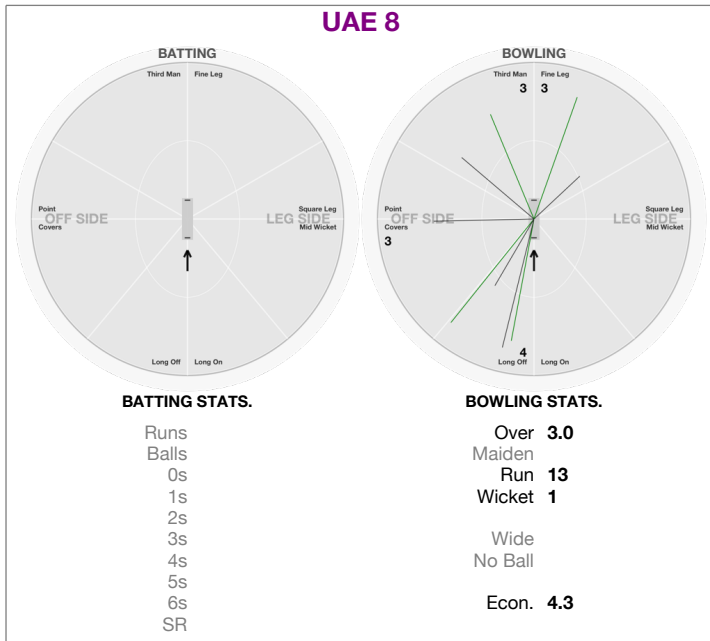 UAE 8
BATTING
Third Man Fine Leg
Point
OFF SIDE
Covers
Square Leg
LEG SIDE
Mid Wicket
Long Off Long On
BATTING STATS.
Runs
Balls
0s
1s
2s
3s
4s
5s
6s
SR
BOWLING
Third Man Fine Leg
3 3
Point
OFF SIDE
Covers
3
Square Leg
LEG SIDE
Mid Wicket
4
Long Off Long On
BOWLING STATS.
Over 3.0
Maiden
Run 13
Wicket 1
Wide
No Ball
Econ. 4.3